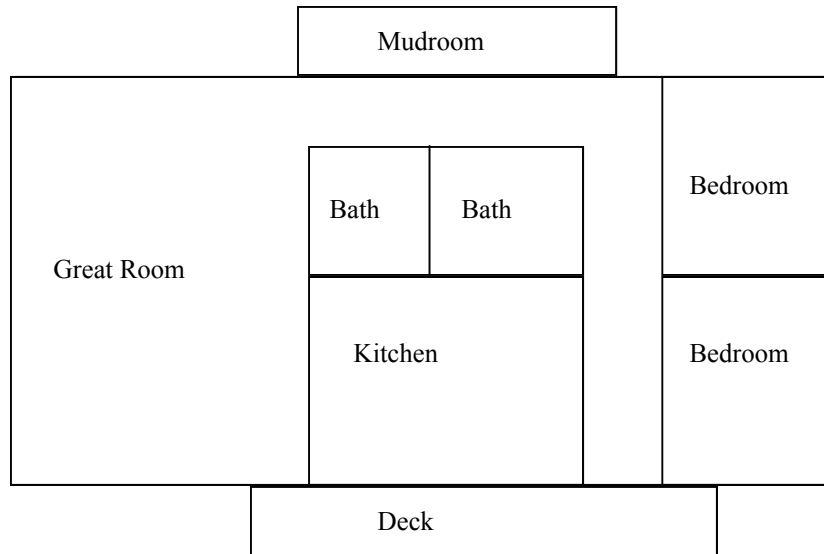 Mudroom
Bedroom
Bath Bath
Great Room
Kitchen
Bedroom
Deck